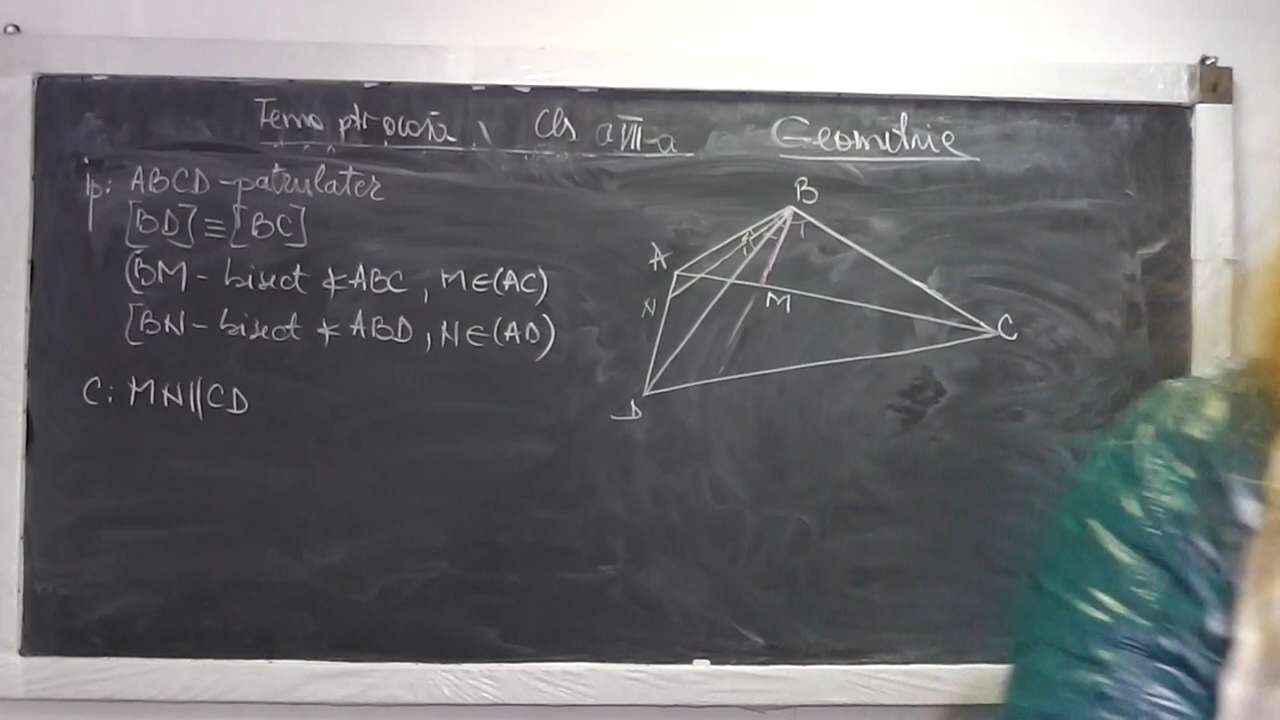 Tema ptr acasă, Cls a VII-a Geometrie
ip: ABCD - patrulater
[BD] ≡ [BC]
(BM - bisect ∢ABC, M∈(AC)
[BN - bisect ∢ ABD, N∈(AD)
C: MN||CD
B
A
N
M
C
D